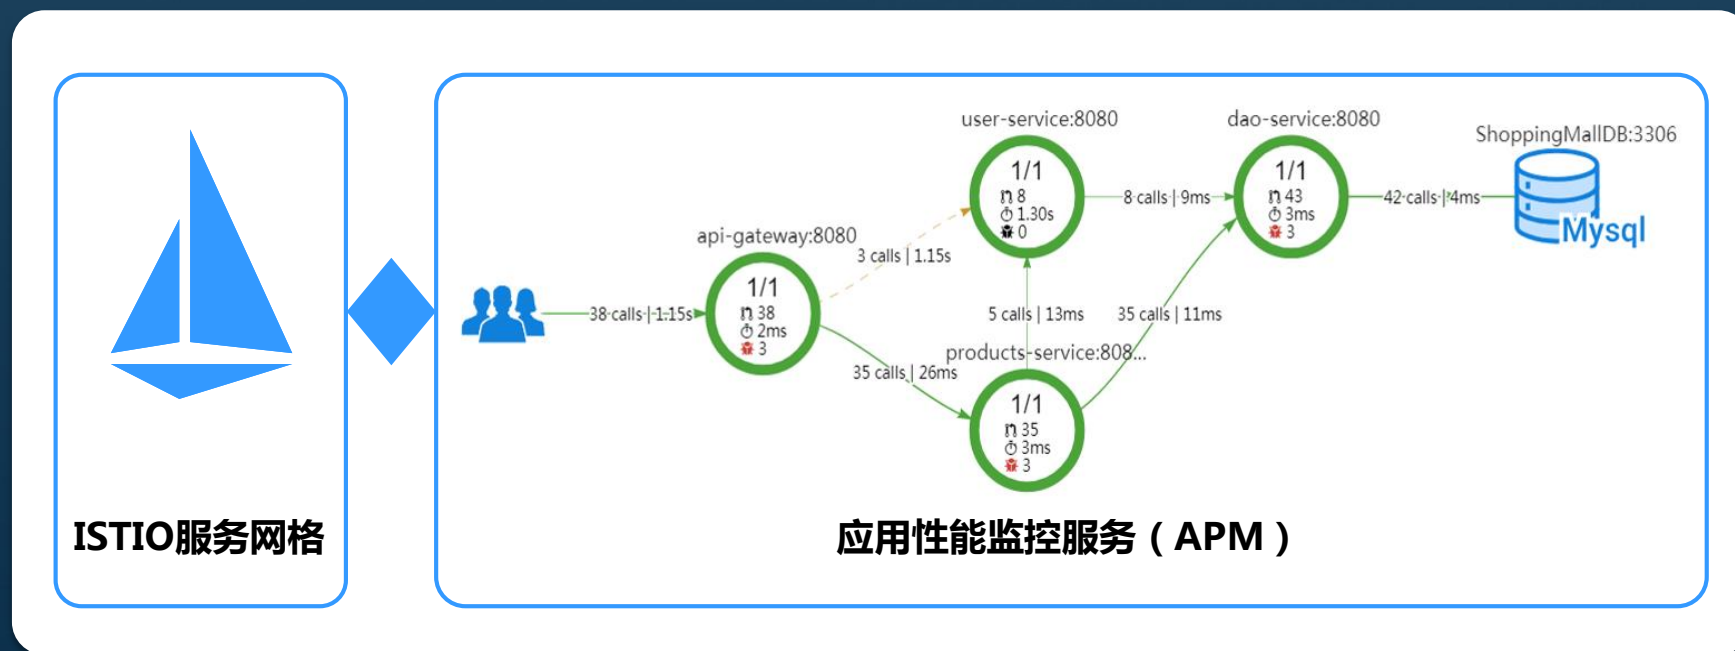 user-service:8080
dao-service:8080
ShoppingMallDB:3306
1/1
8
1.30s
0
8 calls | 9ms
1/1
43
3ms
3
42 calls | 4ms
Mysql
api-gateway:8080
3 calls | 1.15s
38 calls | 1.15s
1/1
38
2ms
3
5 calls | 13ms
35 calls | 11ms
products-service:808...
35 calls | 26ms
1/1
35
3ms
3
ISTIO服务网格
应用性能监控服务（APM）